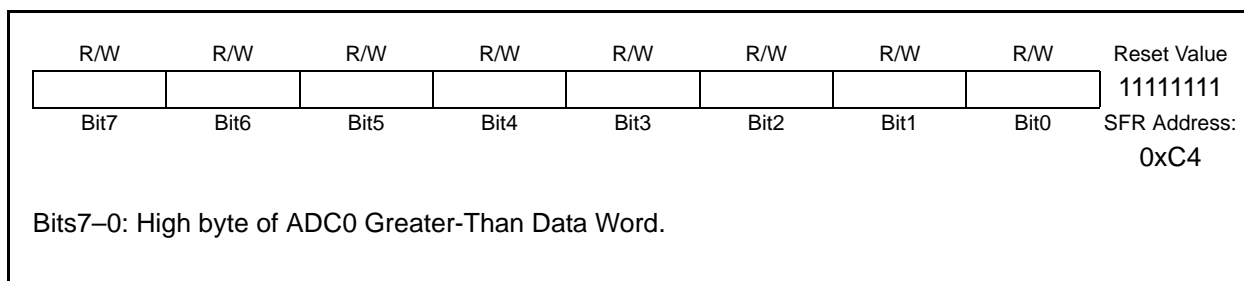 R/W R/W R/W R/W R/W R/W R/W R/W Reset Value
11111111
Bit7 Bit6 Bit5 Bit4 Bit3 Bit2 Bit1 Bit0 SFR Address:
0xC4
Bits7–0: High byte of ADC0 Greater-Than Data Word.